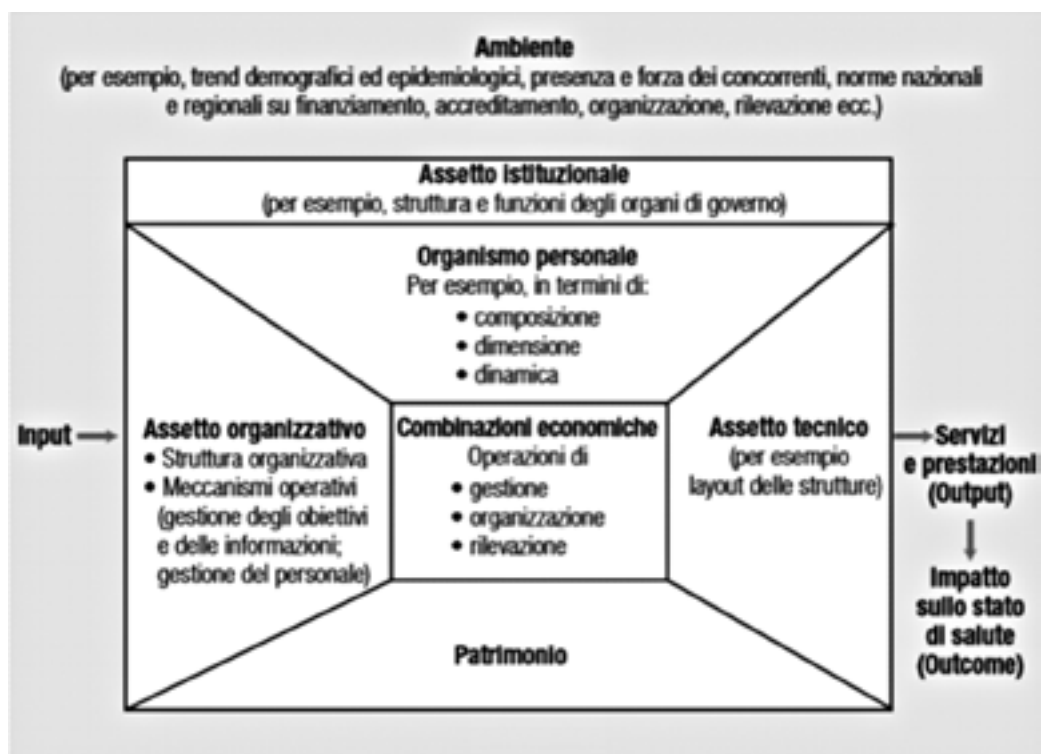 Ambiente
(per esempio, trend demografici ed epidemiologici, presenza e forza dei concorrenti, norme nazionali
e regionali su finanziamento, accreditamento, organizzazione, rilevazione ecc.)
Assetto istituzionale
(per esempio, struttura e funzioni degli organi di governo)
Organismo personale
Per esempio, in termini di:
• composizione
• dimensione
• dinamica
Input
Assetto organizzativo
• Struttura organizzativa
• Meccanismi operativi
(gestione degli obiettivi
e delle informazioni;
gestione del personale)
Combinazioni economiche
Operazioni di
• gestione
• organizzazione
• rilevazione
Assetto tecnico
(per esempio
layout delle strutture)
Servizi
e prestazioni
(Output)
Impatto
sullo stato
di salute
(Outcome)
Patrimonio